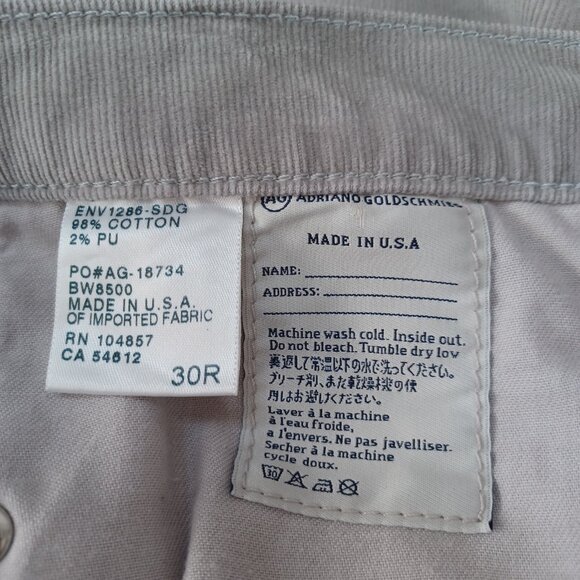 ENV1286-SDG
98% COTTON
2% PU
PO#AG-18734
BW8500
MADE IN U.S.A.
OF IMPORTED FABRIC
RN 104857
CA 54612
30R
AG ADRIANO GOLDSCHMIED
MADE IN U.S.A
NAME:
ADDRESS:
Machine wash cold. Inside out.
Do not bleach. Tumble dry low
裏返して常温以下の水で洗ってください。
ブリーチ剤、また乾燥機の使
用はお避けください。
Laver à la machine
à l'eau froide,
a l'envers. Ne pas javelliser.
Secher à la machine
cycle doux.
30